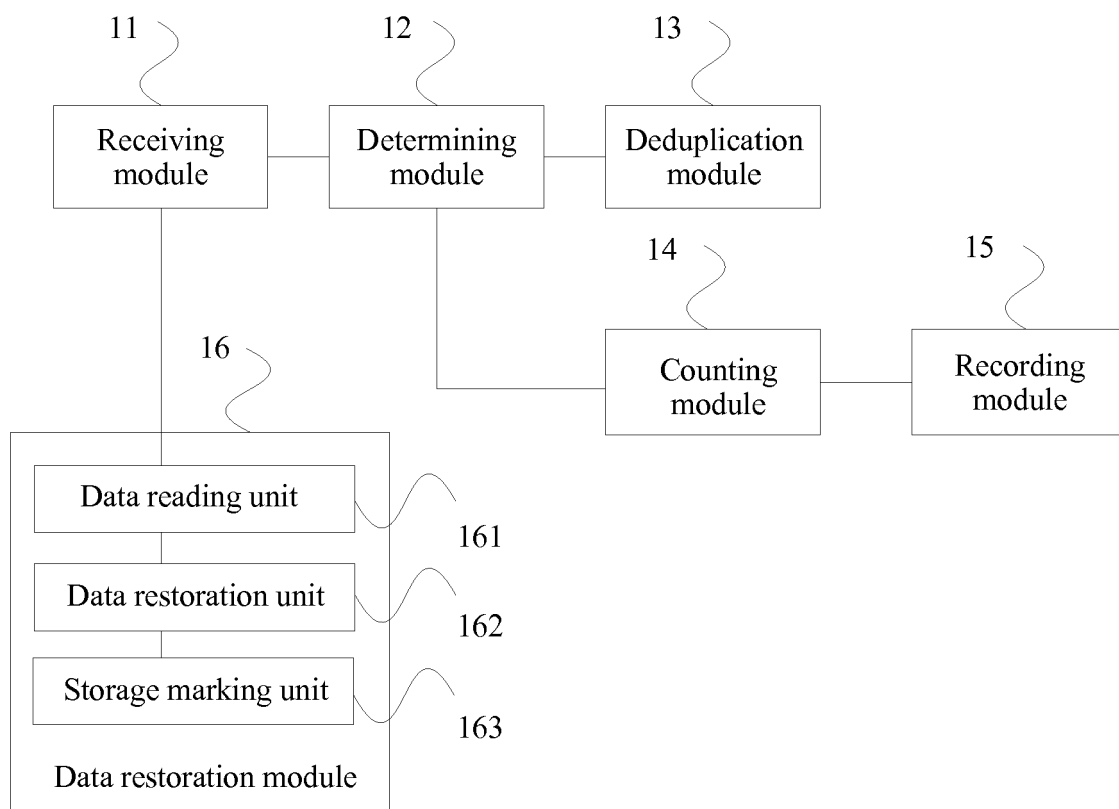 11
12
13
Receiving
module
Determining
module
Deduplication
module
14
15
Counting
module
Recording
module
16
Data reading unit
161
Data restoration unit
162
Storage marking unit
163
Data restoration module